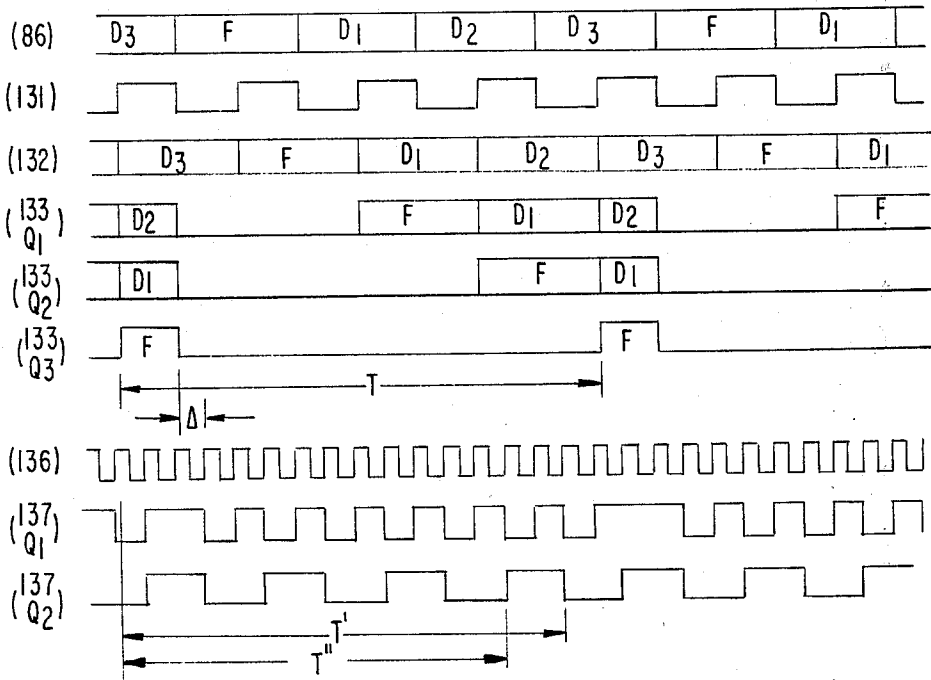 (86) D3 F D1 D2 D3 F D1
(131)
(132) D3 F D1 D2 D3 F D1
(133 Q1) D2 F D1 D2 F
(133 Q2) D1 F D1
(133 Q3) F F
T
Δ
(136)
(137 Q1)
(137 Q2)
T'
T"